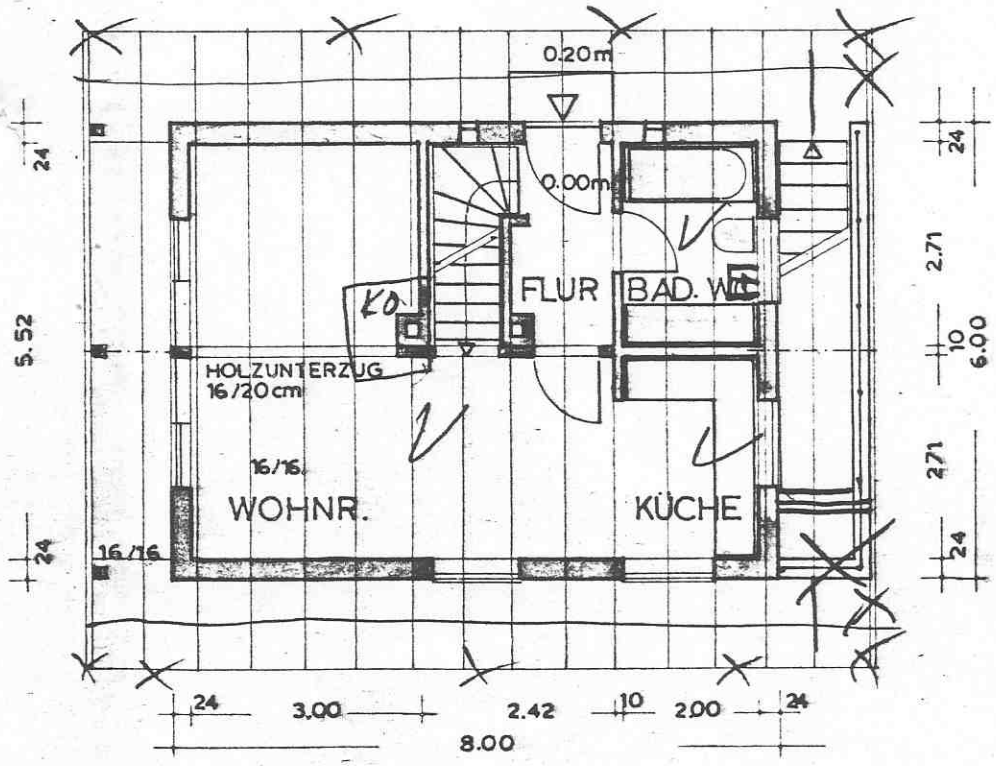 0.20m
24
24
0.00m
2.71
KO
FLUR
BAD. WC
5.52
10
6.00
HOLZUNTERZUG
16/20cm
16/16.
271
WOHNR.
KÜCHE
24
16/16
24
24
3.00
2.42
10
2.00
24
8.00